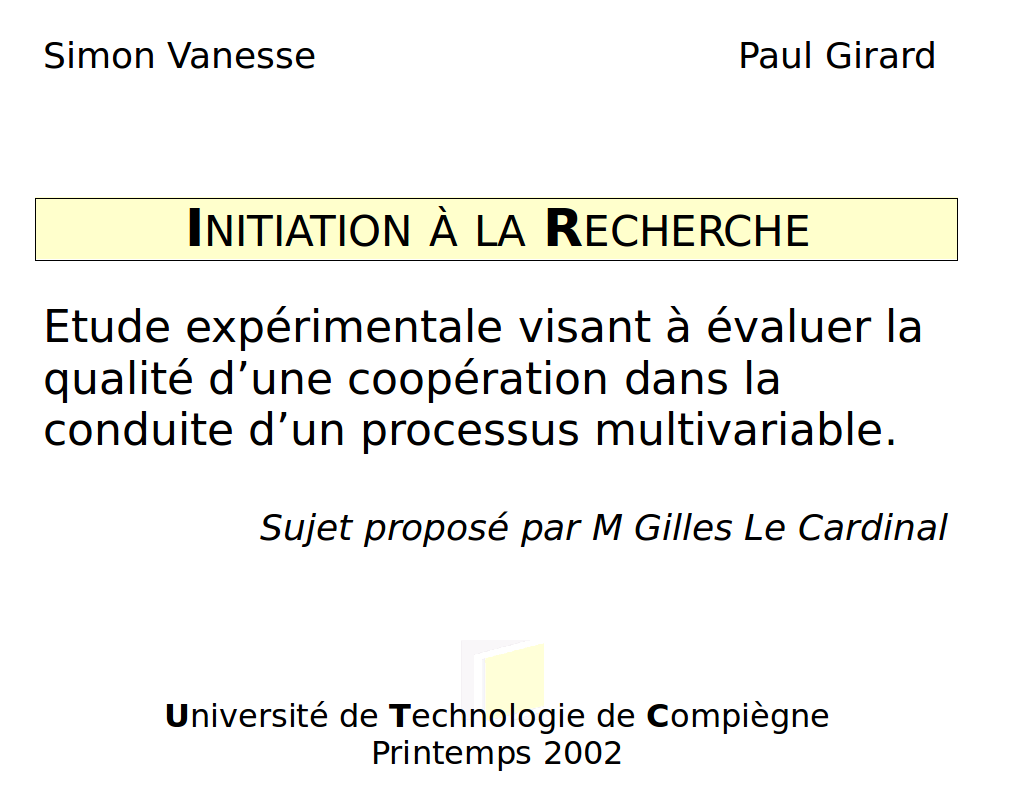 Simon Vanesse Paul Girard
INITIATION À LA RECHERCHE
Etude expérimentale visant à évaluer la
qualité d’une coopération dans la
conduite d’un processus multivariable.
Sujet proposé par M Gilles Le Cardinal
Université de Technologie de Compiègne
Printemps 2002